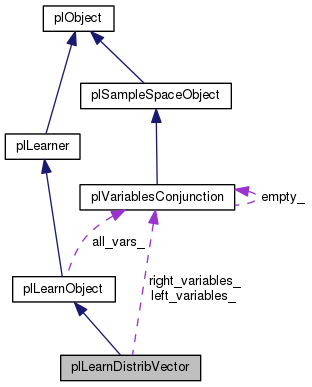 plObject
plSampleSpaceObject
plLearner
plVariablesConjunction
empty_
all_vars_
plLearnObject
right_variables_
left_variables_
plLearnDistribVector